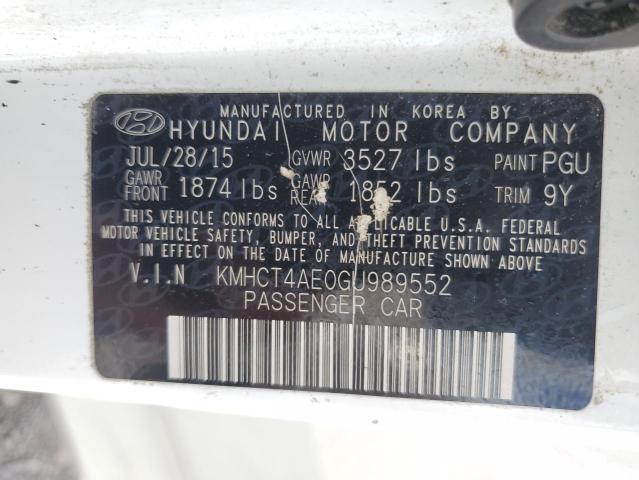 MANUFACTURED IN KOREA BY
HYUNDAI MOTOR COMPANY
JUL/28/15 GVWR 3527 lbs PAINT PGU
GAWR FRONT 1874 lbs GAWR lbs TRIM 9Y
THIS VEHICLE CONFORMS TO ALL APPLICABLE U.S.A. FEDERAL
MOTOR VEHICLE SAFETY, BUMPER, AND THEFT PREVENTION STANDARDS
IN EFFECT ON THE DATE OF MANUFACTURE SHOWN ABOVE.
V.I.N KMHCT4AE0GU989552
PASSENGER CAR